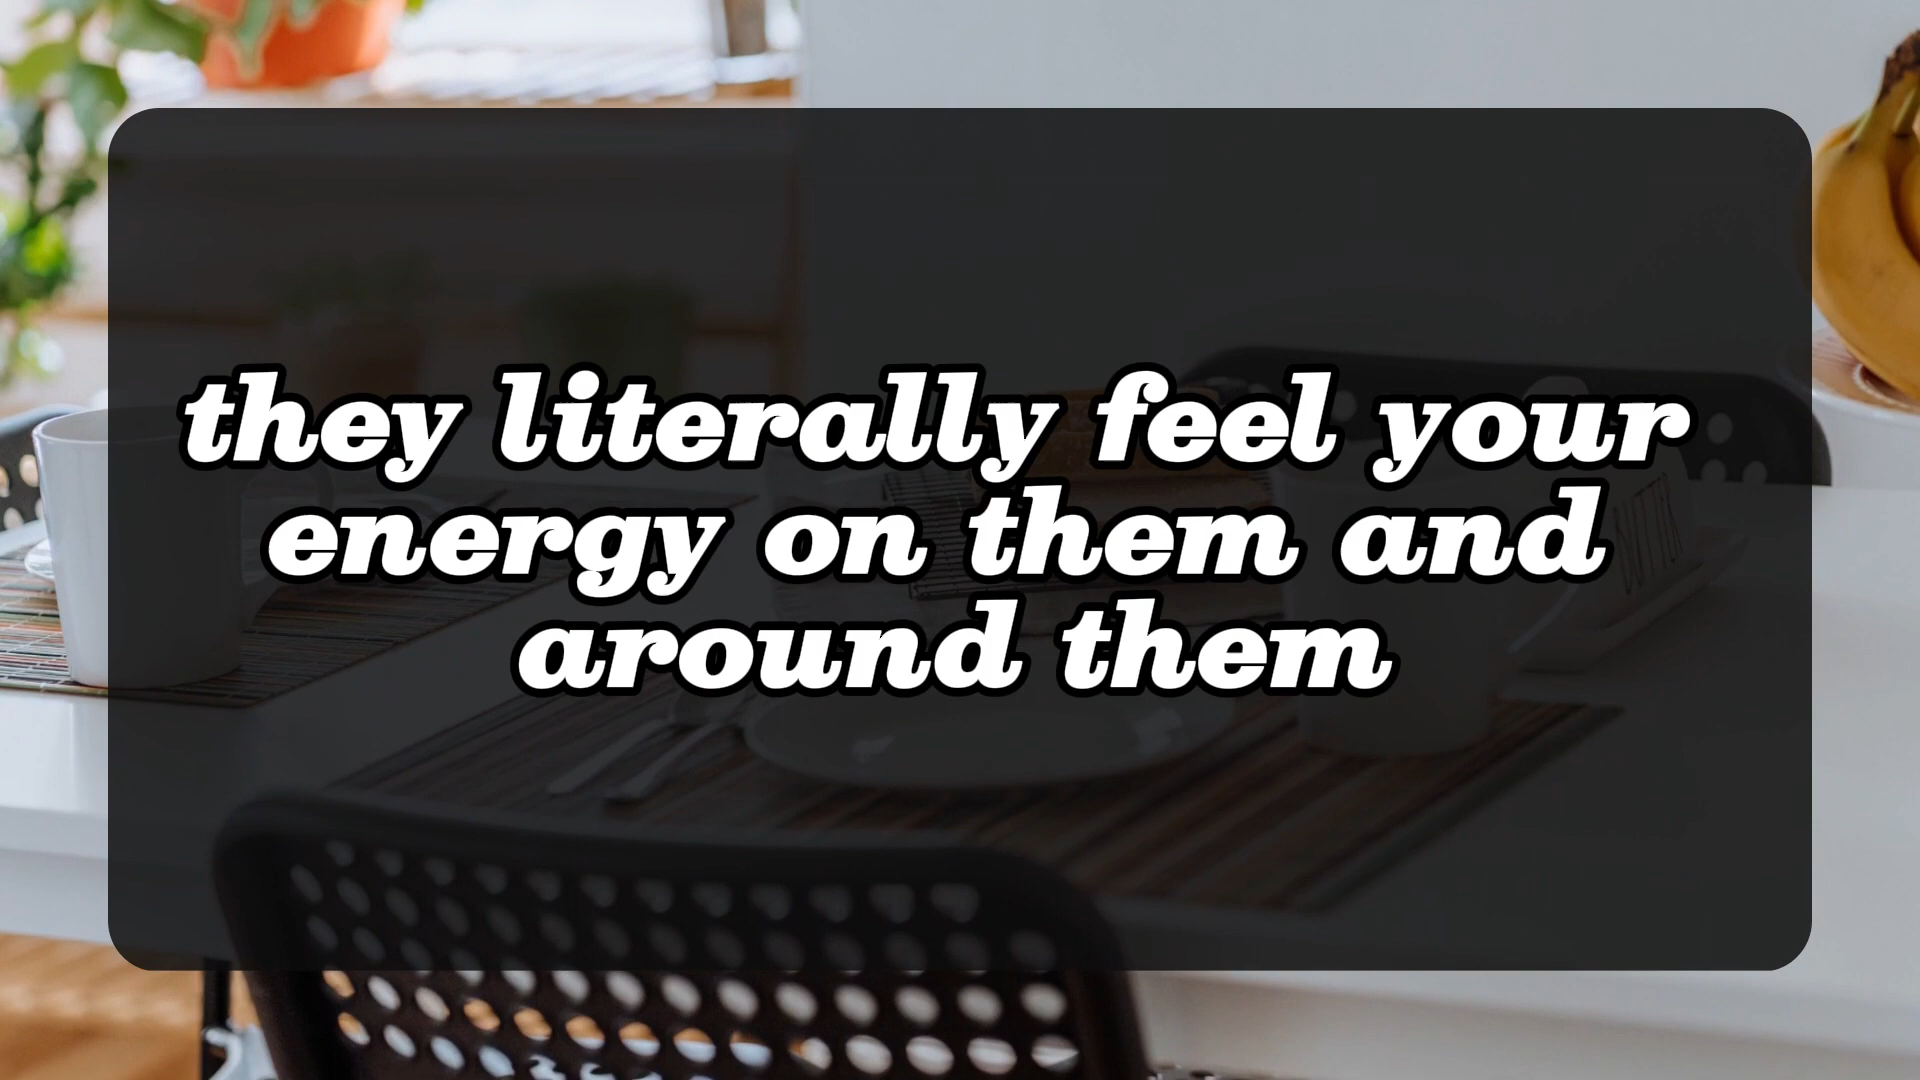 they literally feel your
energy on them and
around them